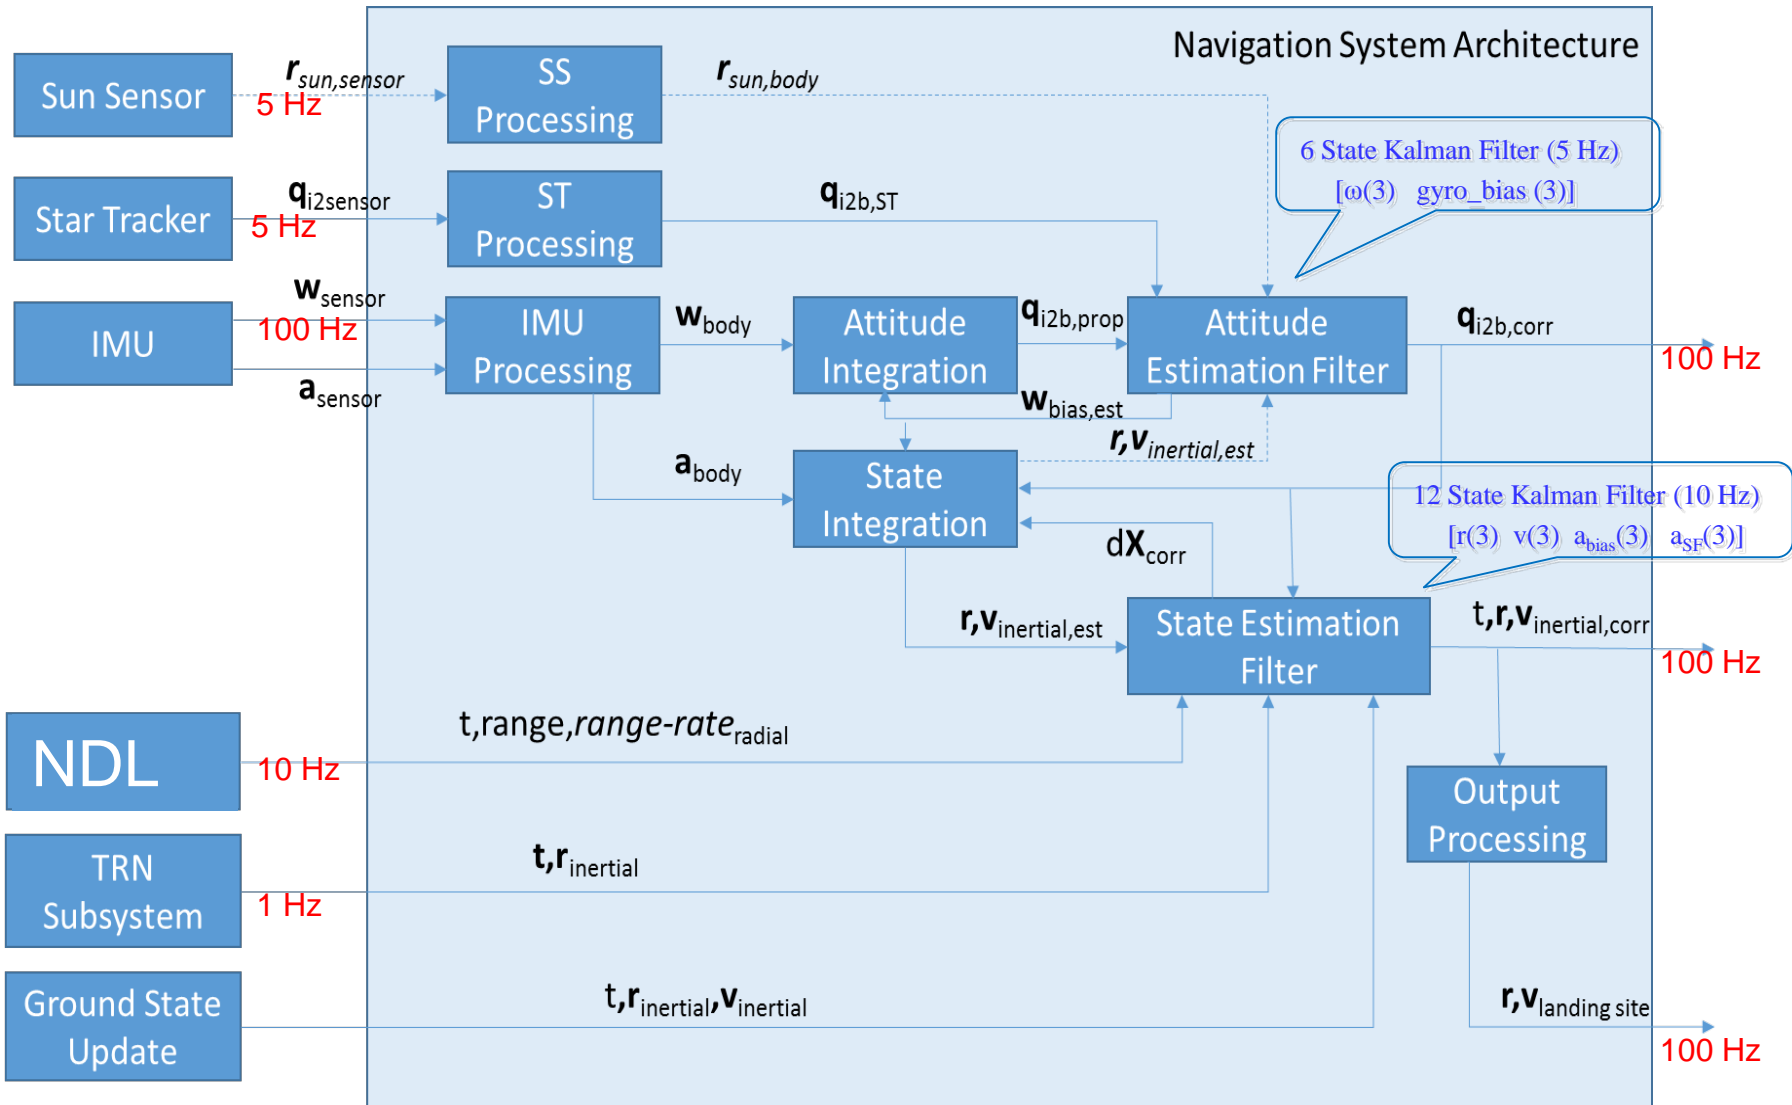 Navigation System Architecture
Sun Sensor
r_sun,sensor
5 Hz
SS
Processing
r_sun,body
6 State Kalman Filter (5 Hz)
[ω(3) gyro_bias (3)]
Star Tracker
q_i2sensor
5 Hz
ST
Processing
q_i2b,ST
IMU
w_sensor
100 Hz
a_sensor
IMU
Processing
w_body
Attitude
Integration
q_i2b,prop
Attitude
Estimation Filter
q_i2b,corr
100 Hz
w_bias,est
r,v_inertial,est
a_body
State
Integration
12 State Kalman Filter (10 Hz)
[r(3) v(3) a_bias(3) a_SF(3)]
dX_corr
r,v_inertial,est
State Estimation
Filter
t,r,v_inertial,corr
100 Hz
NDL
10 Hz
t,range,range-rate_radial
Output
Processing
TRN
Subsystem
1 Hz
t,r_inertial
Ground State
Update
t,r_inertial,v_inertial
r,v_landing site
100 Hz